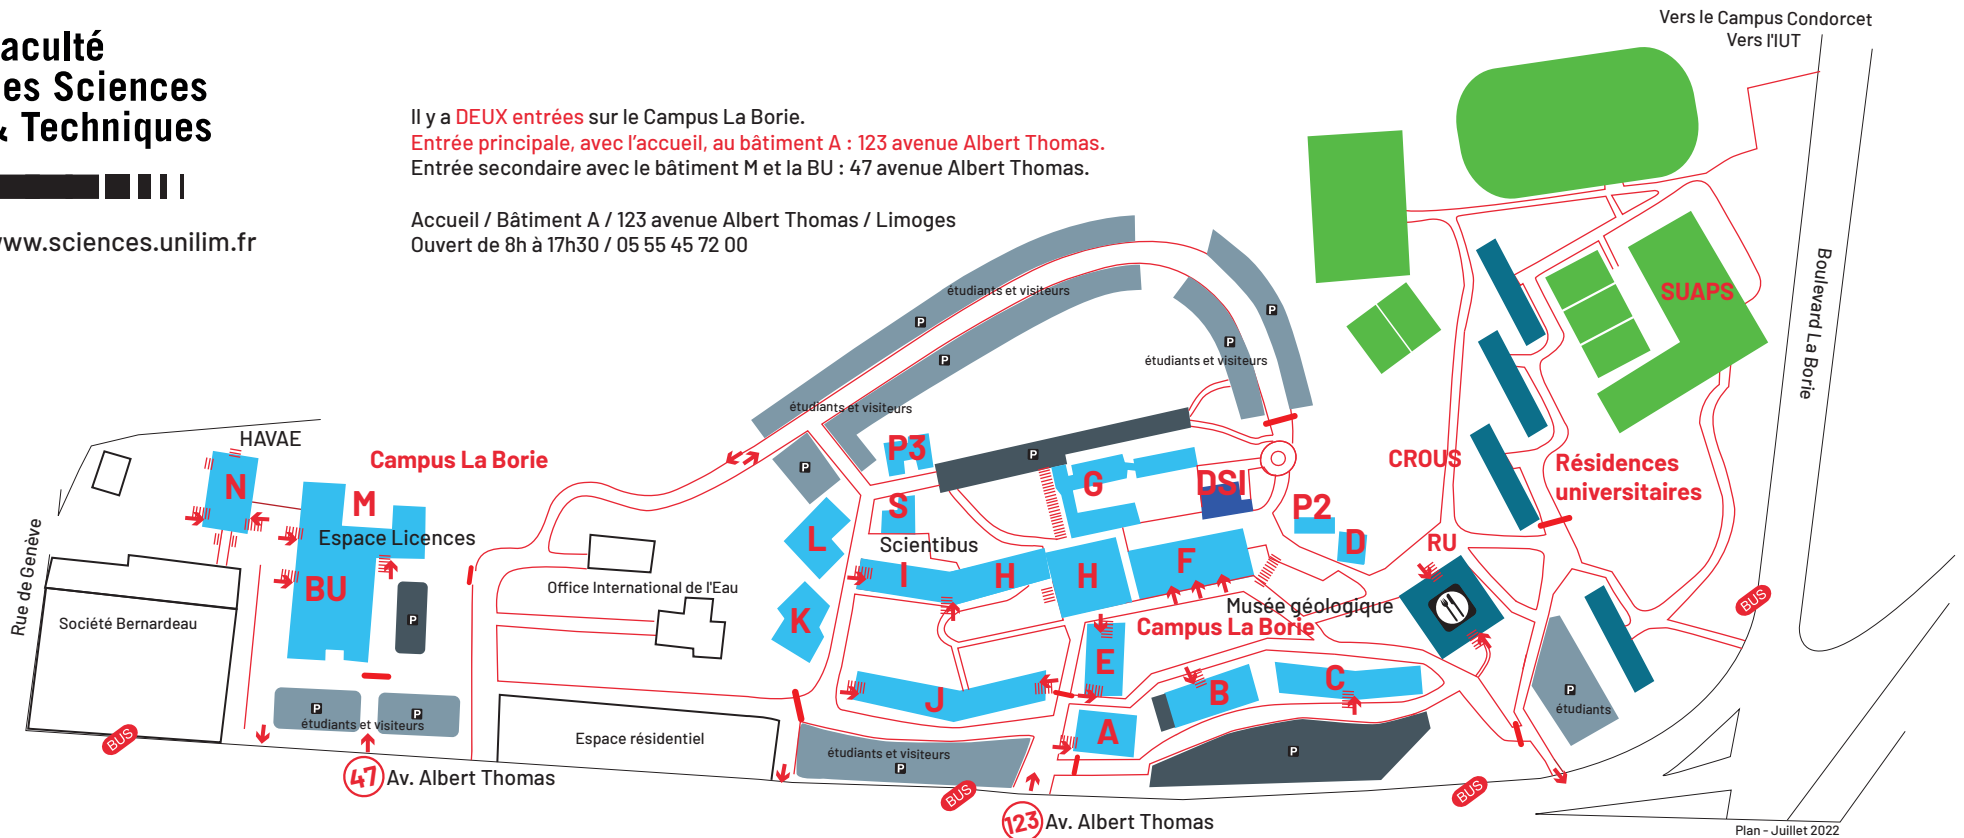 aculté
es Sciences
& Techniques
www.sciences.unilim.fr
Il y a DEUX entrées sur le Campus La Borie.
Entrée principale, avec l'accueil, au bâtiment A : 123 avenue Albert Thomas.
Entrée secondaire avec le bâtiment M et la BU : 47 avenue Albert Thomas.
Accueil / Bâtiment A / 123 avenue Albert Thomas / Limoges
Ouvert de 8h à 17h30 / 05 55 45 72 00
Vers le Campus Condorcet
Vers l'IUT
Boulevard La Borie
SUAPS
étudiants et visiteurs
P
P
P
P
étudiants et visiteurs
étudiants et visiteurs
HAVAE
Campus La Borie
N
M
Espace Licences
BU
P
Rue de Genève
Société Bernardeau
P
P
étudiants et visiteurs
BUS
47
Av. Albert Thomas
Office International de l'Eau
Espace résidentiel
P
P3
P
G
DSI
S
Scientibus
L
K
I
H
H
F
P2
D
CROUS
Résidences
universitaires
RU
Musée géologique
Campus La Borie
E
B
C
J
A
étudiants et visiteurs
P
P
P
étudiants
BUS
BUS
BUS
123
Av. Albert Thomas
Plan - Juillet 2022